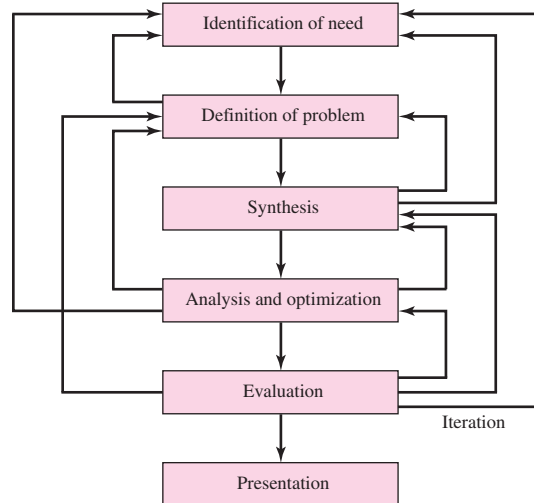 Identification of need
Definition of problem
Synthesis
Analysis and optimization
Evaluation
Iteration
Presentation